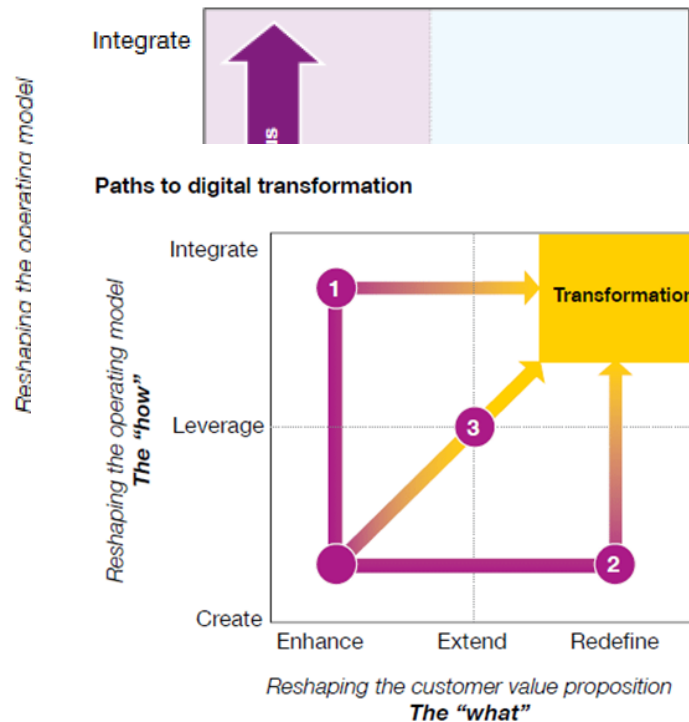 Integrate
Reshaping the operating model
Paths to digital transformation
Integrate
1
Transformation
Reshaping the operating model
The “how”
Leverage
3
2
Create
Enhance Extend Redefine
Reshaping the customer value proposition
The “what”